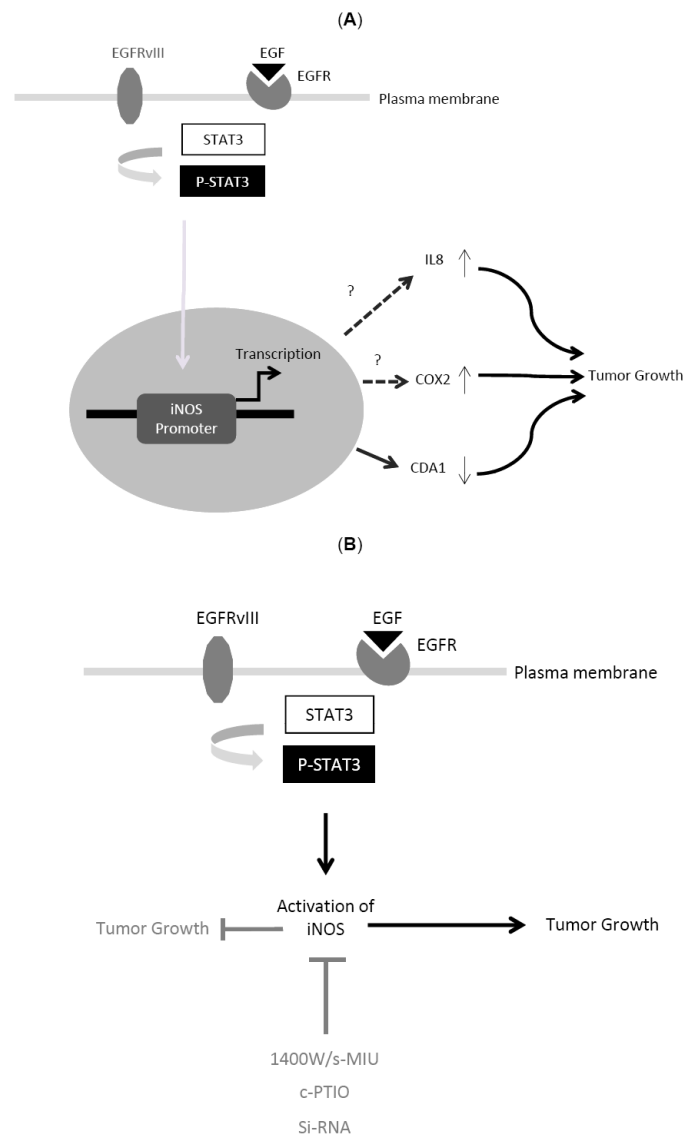 (A)
EGFRvIII
EGF
EGFR
Plasma membrane
STAT3
P-STAT3
IL8
?
Transcription
?
COX2
Tumor Growth
iNOS
Promoter
CDA1
(B)
EGFRvIII
EGF
EGFR
Plasma membrane
STAT3
P-STAT3
Activation of
iNOS
Tumor Growth
Tumor Growth
1400W/s-MIU
c-PTIO
Si-RNA